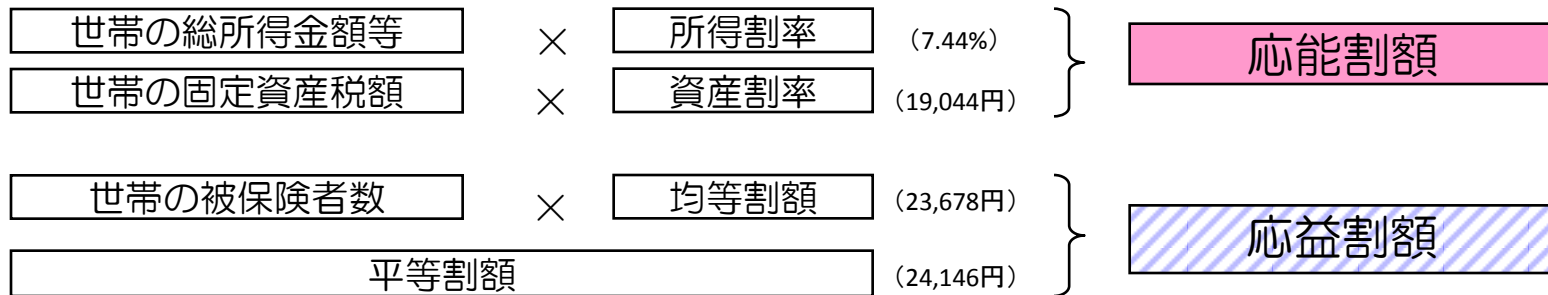 世帯の総所得金額等 × 所得割率 （7.44%）
世帯の固定資産税額 × 資産割率 （19,044円）
応能割額
世帯の被保険者数 × 均等割額 （23,678円）
平等割額 （24,146円）
応益割額